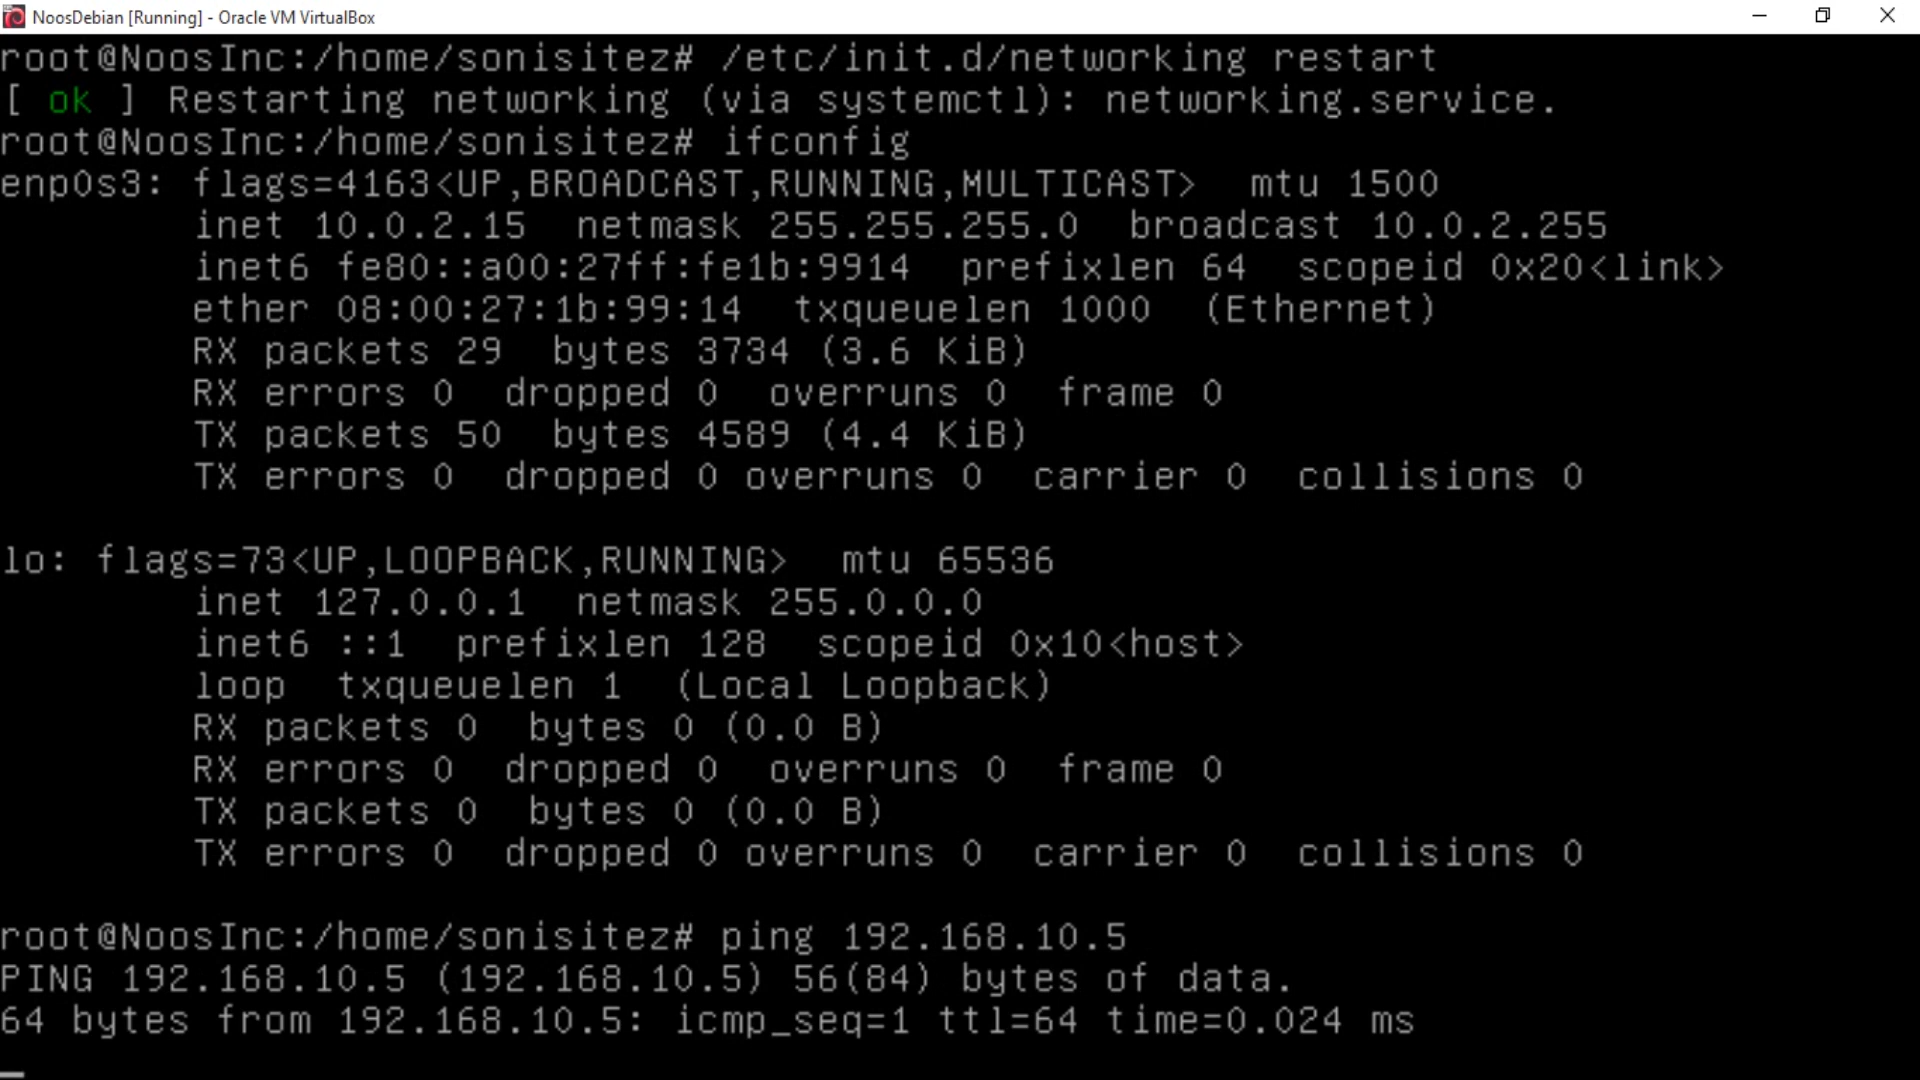 NoosDebian [Running] - Oracle VM VirtualBox
root@NoosInc:/home/sonisitez# /etc/init.d/networking restart
[ ok ] Restarting networking (via systemctl): networking.service.
root@NoosInc:/home/sonisitez# ifconfig
enp0s3: flags=4163<UP,BROADCAST,RUNNING,MULTICAST>  mtu 1500
        inet 10.0.2.15  netmask 255.255.255.0  broadcast 10.0.2.255
        inet6 fe80::a00:27ff:fe1b:9914  prefixlen 64  scopeid 0x20<link>
        ether 08:00:27:1b:99:14  txqueuelen 1000  (Ethernet)
        RX packets 29  bytes 3734 (3.6 KiB)
        RX errors 0  dropped 0  overruns 0  frame 0
        TX packets 50  bytes 4589 (4.4 KiB)
        TX errors 0  dropped 0 overruns 0  carrier 0  collisions 0
lo: flags=73<UP,LOOPBACK,RUNNING>  mtu 65536
        inet 127.0.0.1  netmask 255.0.0.0
        inet6 ::1  prefixlen 128  scopeid 0x10<host>
        loop  txqueuelen 1  (Local Loopback)
        RX packets 0  bytes 0 (0.0 B)
        RX errors 0  dropped 0  overruns 0  frame 0
        TX packets 0  bytes 0 (0.0 B)
        TX errors 0  dropped 0 overruns 0  carrier 0  collisions 0
root@NoosInc:/home/sonisitez# ping 192.168.10.5
PING 192.168.10.5 (192.168.10.5) 56(84) bytes of data.
64 bytes from 192.168.10.5: icmp_seq=1 ttl=64 time=0.024 ms